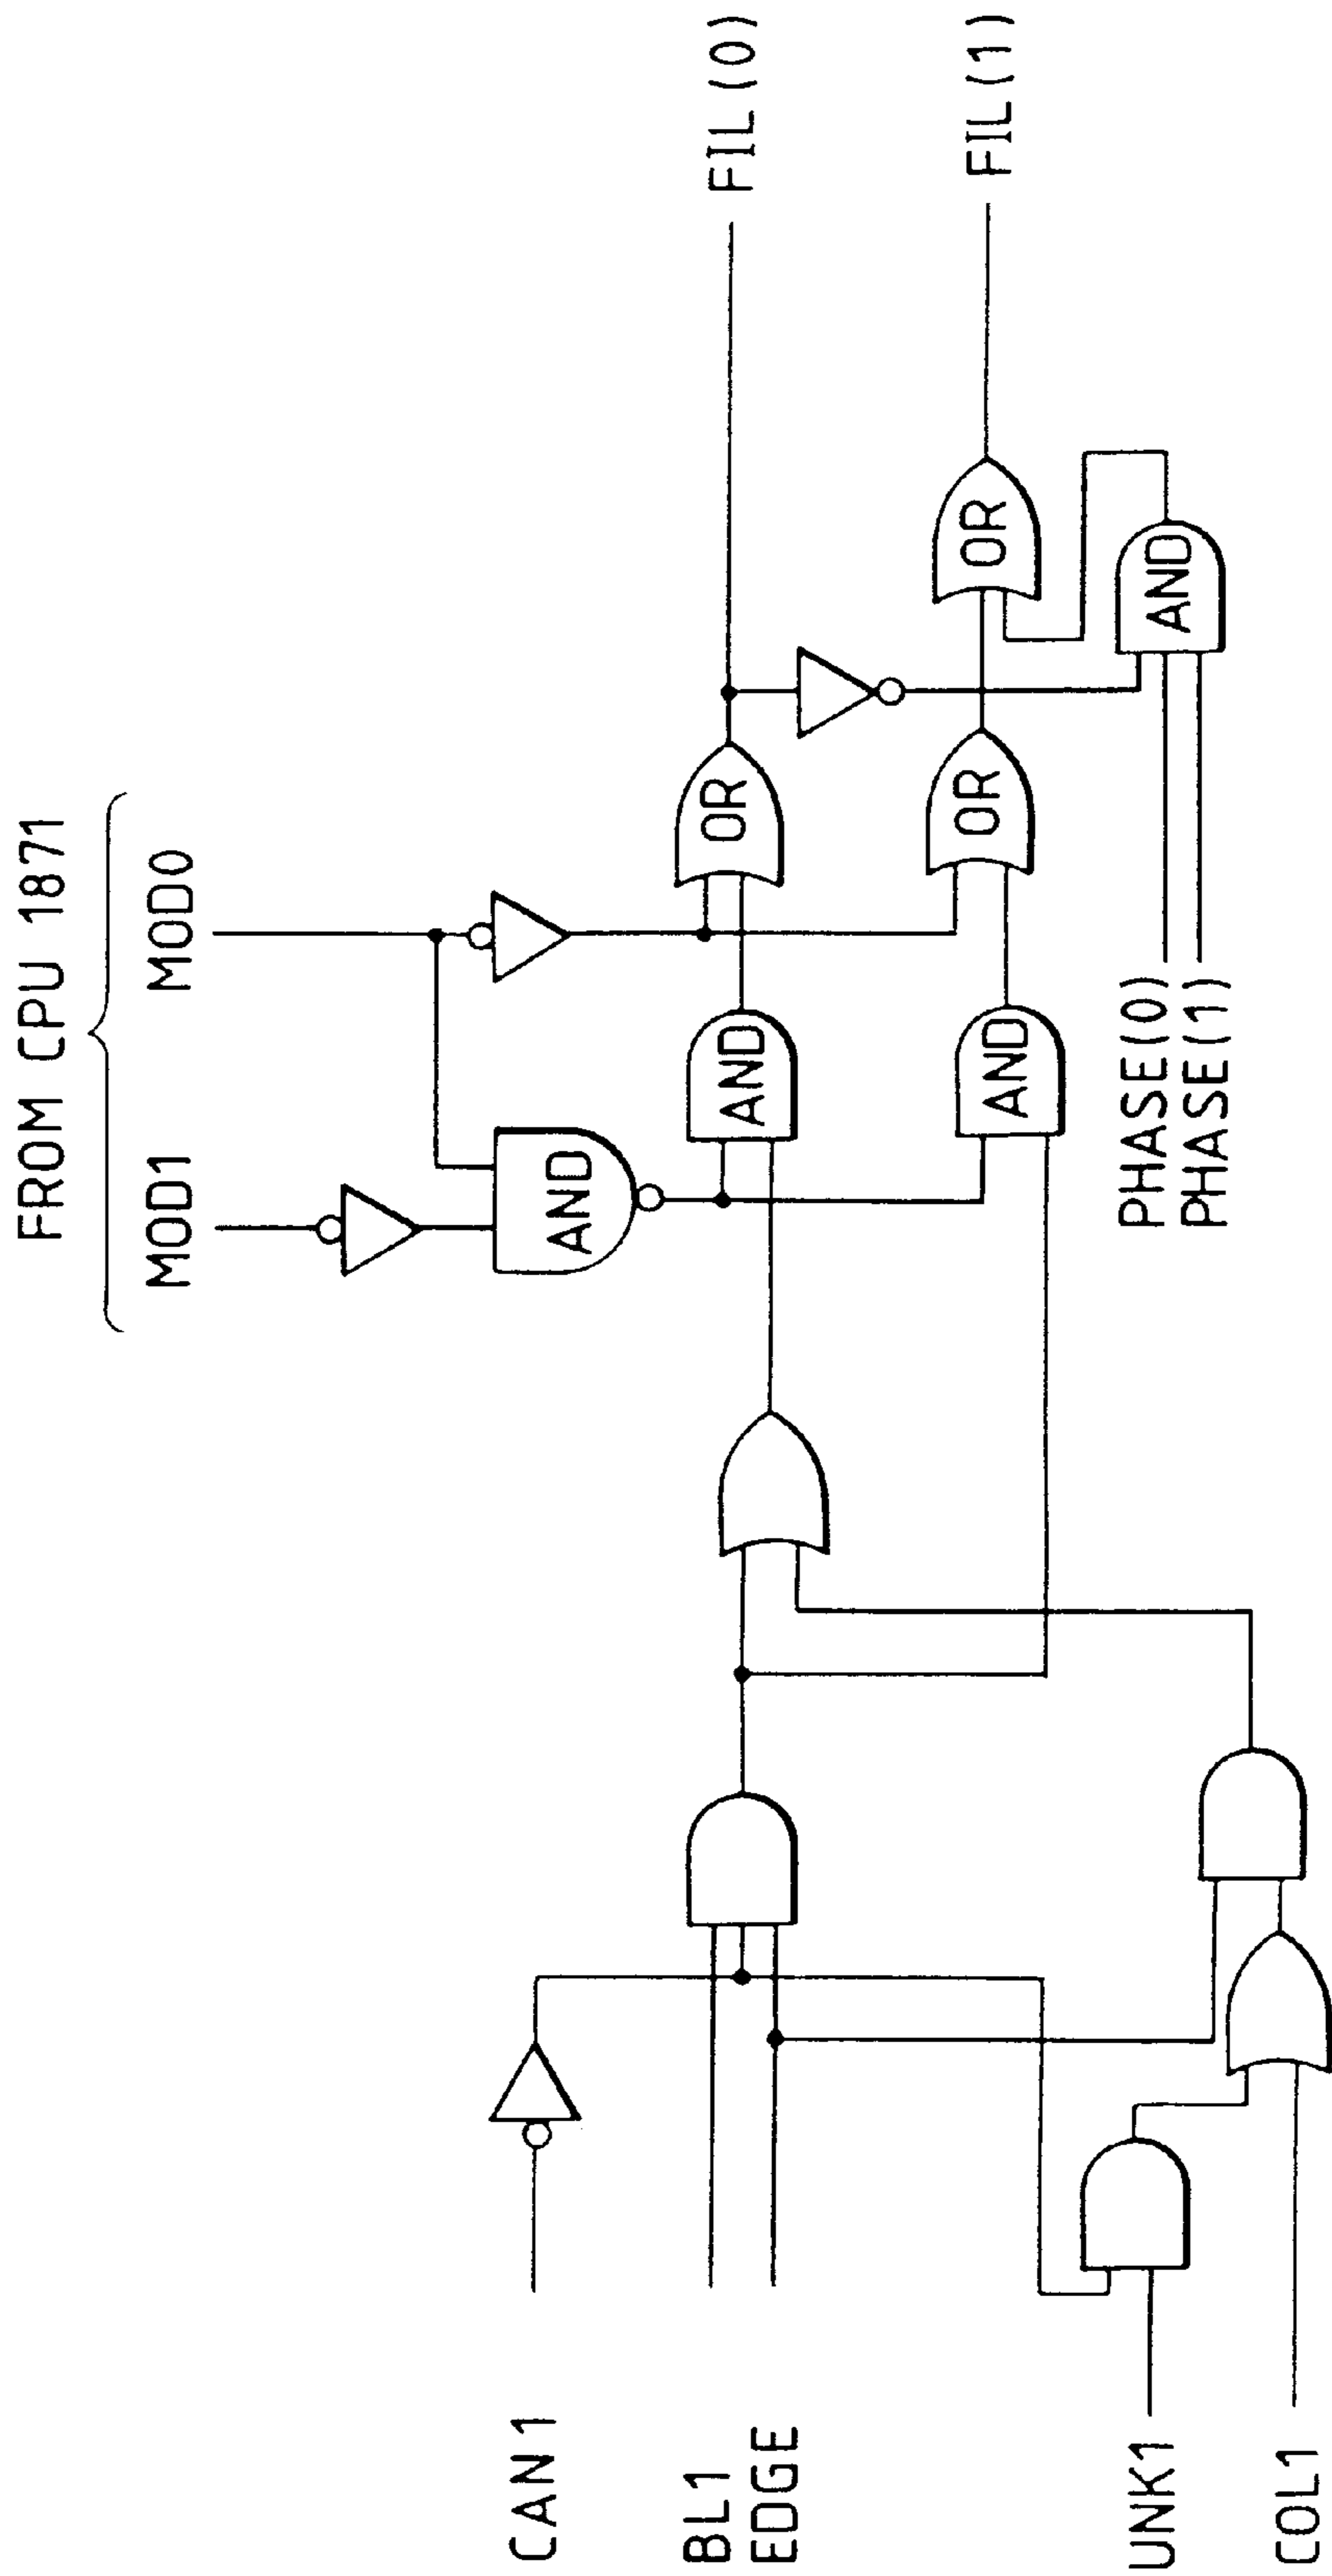 FROM CPU 1871
MOD1
MOD0
AND
AND
OR
FIL(0)
AND
OR
OR
FIL(1)
PHASE(0)
PHASE(1)
AND
CAN1
BL1
EDGE
UNK1
COL1